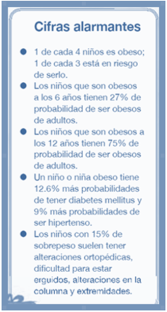 Cifras alarmantes
1 de cada 4 niños es obeso;
1 de cada 3 está en riesgo
de serlo.
Los niños que son obesos
a los 6 años tienen 27% de
probabilidad de ser obesos
de adultos.
Los niños que son obesos a
los 12 años tienen 75% de
probabilidad de ser obesos
de adultos.
Un niño o niña obeso tiene
12.6% más probabilidades
de tener diabetes mellitus y
9% más probabilidades de
ser hipertenso.
Los niños con 15% de
sobrepeso suelen tener
alteraciones ortopédicas,
dificultad para estar
erguidos, alteraciones en la
columna y extremidades.